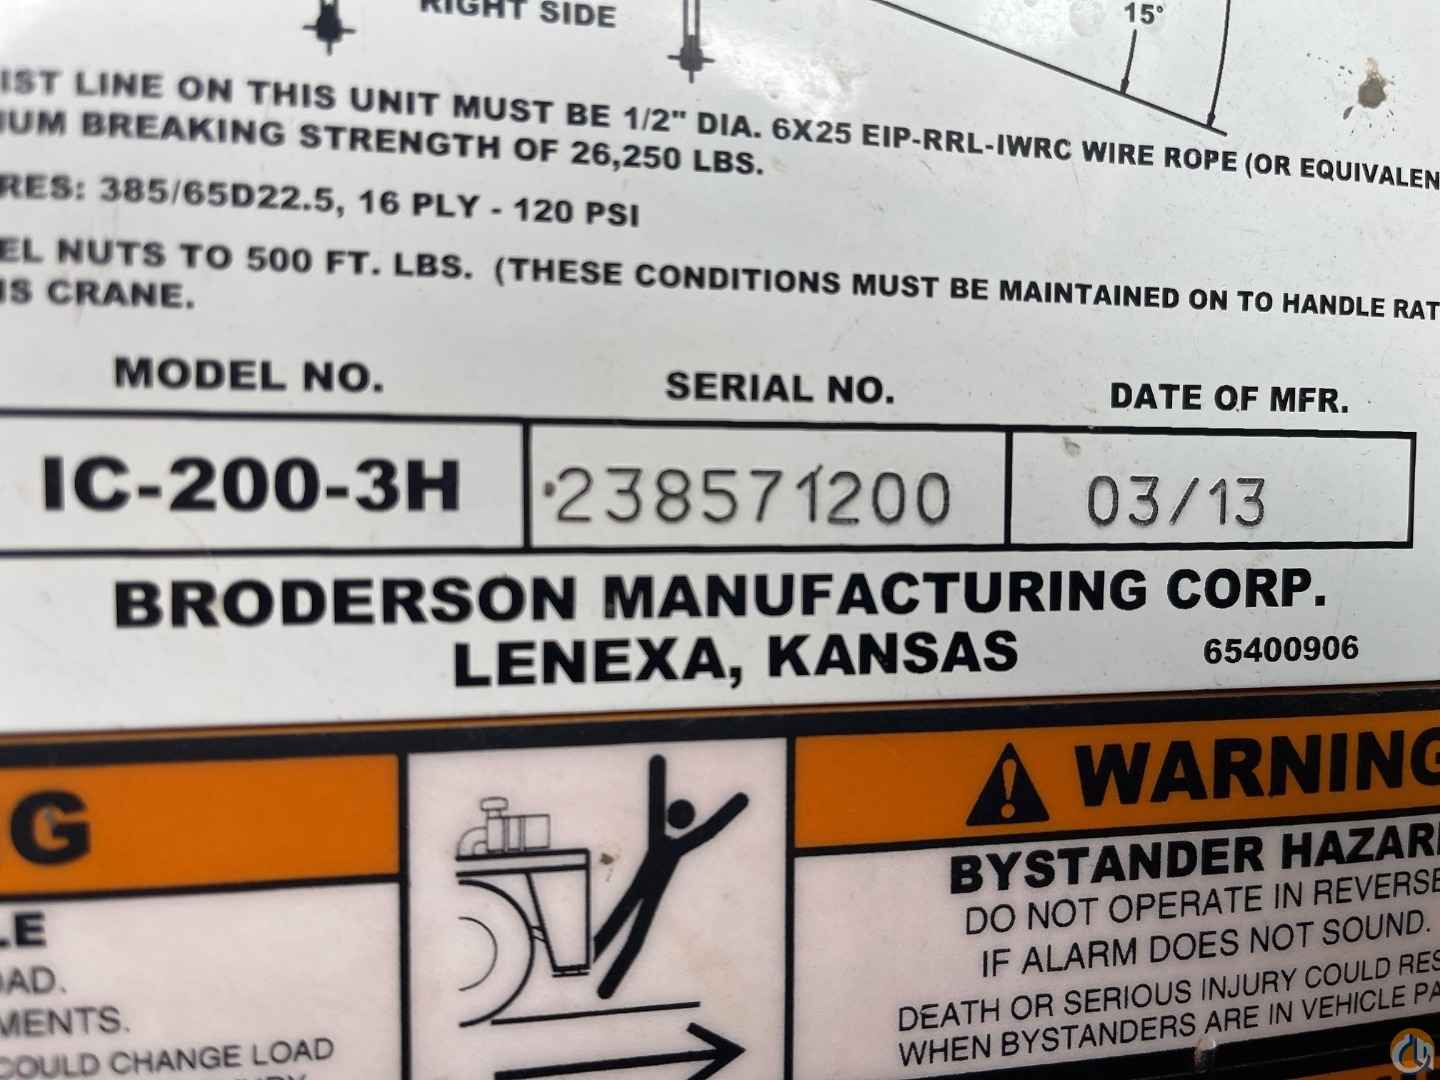 RIGHT SIDE
15°
IST LINE ON THIS UNIT MUST BE 1/2" DIA. 6X25 EIP-RRL-IWRC WIRE ROPE (OR EQUIVALEN
UM BREAKING STRENGTH OF 26,250 LBS.
RES: 385/65D22.5, 16 PLY - 120 PSI
EL NUTS TO 500 FT. LBS. (THESE CONDITIONS MUST BE MAINTAINED ON TO HANDLE RAT
IS CRANE.
MODEL NO. SERIAL NO. DATE OF MFR.
IC-200-3H 238571200 03/13
BRODERSON MANUFACTURING CORP.
LENEXA, KANSAS 65400906
G
LE
OAD.
MENTS.
COULD CHANGE LOAD
WARNING
BYSTANDER HAZAR
DO NOT OPERATE IN REVERSE
IF ALARM DOES NOT SOUND.
DEATH OR SERIOUS INJURY COULD RES
WHEN BYSTANDERS ARE IN VEHICLE PA